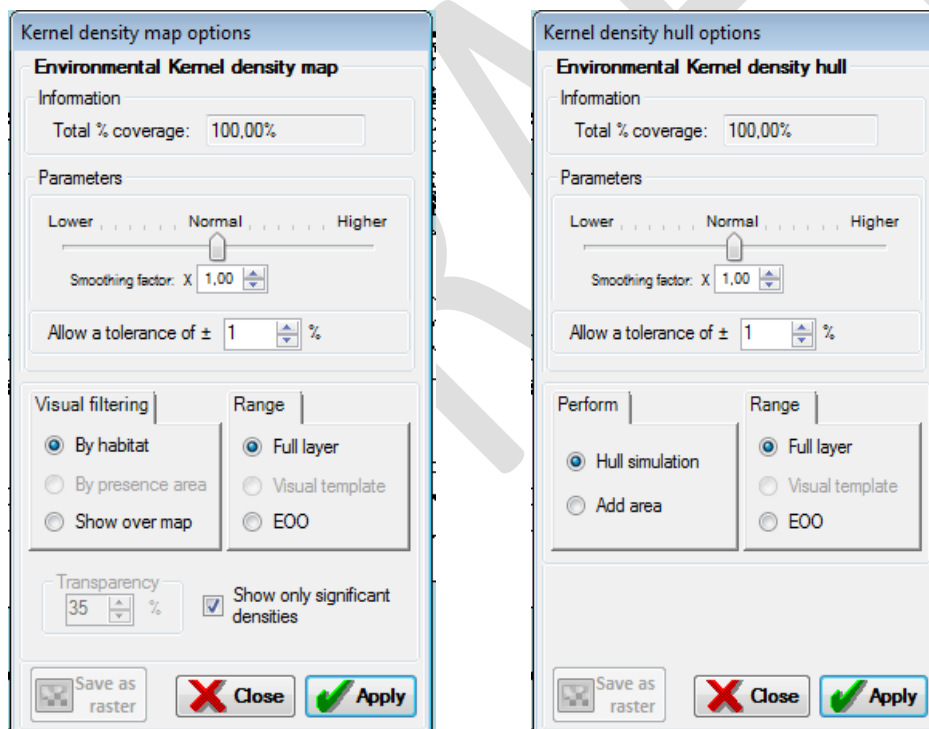 Kernel density map options
Environmental Kernel density map
Information
Total % coverage: 100,00%
Parameters
Lower Normal Higher
Smoothing factor: X 1,00
Allow a tolerance of ± 1 %
Visual filtering Range
By habitat Full layer
By presence area Visual template
Show over map EOO
Transparency
35 % Show only significant
densities
Save as
raster Close Apply
Kernel density hull options
Environmental Kernel density hull
Information
Total % coverage: 100,00%
Parameters
Lower Normal Higher
Smoothing factor: X 1,00
Allow a tolerance of ± 1 %
Perform Range
Hull simulation Full layer
Add area Visual template
EOO
Save as
raster Close Apply